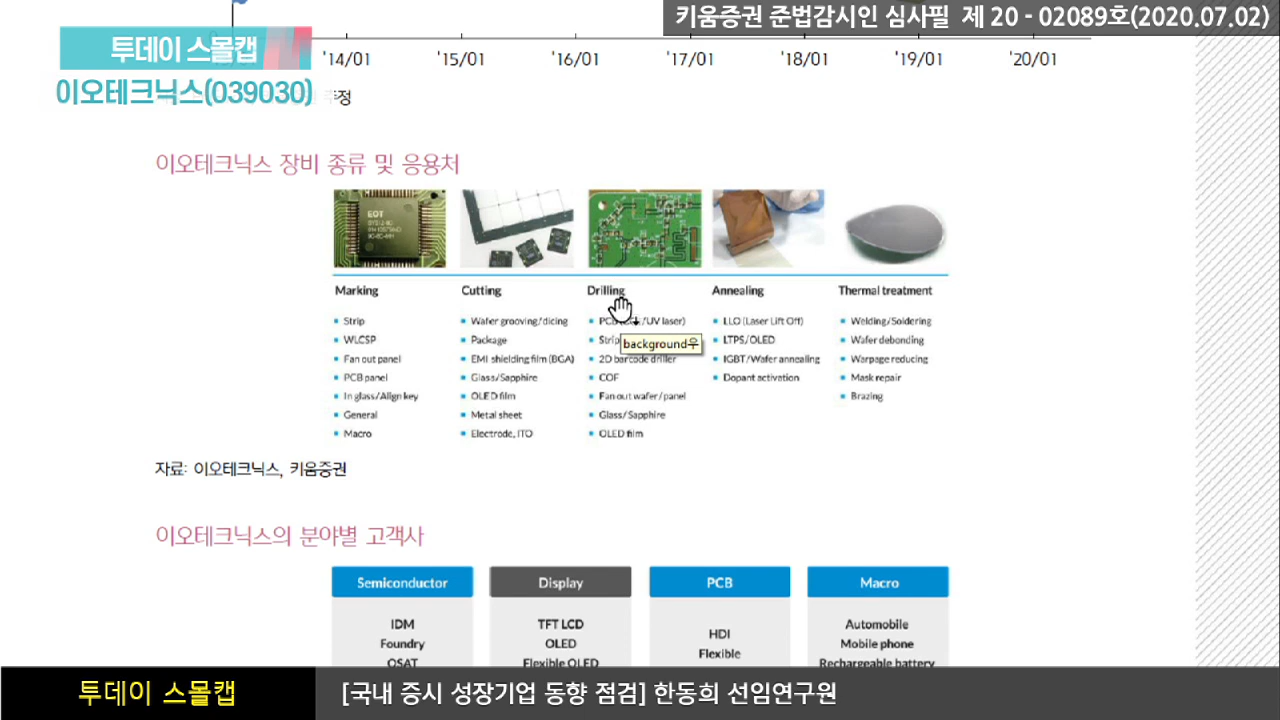 키움증권 준법감시인 심사필 제 20 - 02089호(2020.07.02)
투데이 스몰캡
이오테크닉스(039030)
'14/01 '15/01 '16/01 '17/01 '18/01 '19/01 '20/01
추정
이오테크닉스 장비 종류 및 응용처
EOT
Marking
Strip
WLCSP
Fan out panel
PCB panel
In glass/Align key
General
Macro
Cutting
Wafer grooving/dicing
Package
EMI shielding film (BGA)
Glass/Sapphire
OLED film
Metal sheet
Electrode, ITO
Drilling
/UV laser)
Strip
background우
2D barcode driller
COF
Fan out wafer/panel
Glass/Sapphire
OLED film
Annealing
LLO (Laser Lift Off)
LTPS/OLED
IGBT/Wafer annealing
Dopant activation
Thermal treatment
Welding/Soldering
Wafer debonding
Warpage reducing
Mask repair
Brazing
자료: 이오테크닉스, 키움증권
이오테크닉스의 분야별 고객사
Semiconductor
IDM
Foundry
OSAT
Display
TFT LCD
OLED
Flexible OLED
PCB
HDI
Flexible
Macro
Automobile
Mobile phone
Rechargeable battery
투데이 스몰캡
[국내 증시 성장기업 동향 점검] 한동희 선임연구원